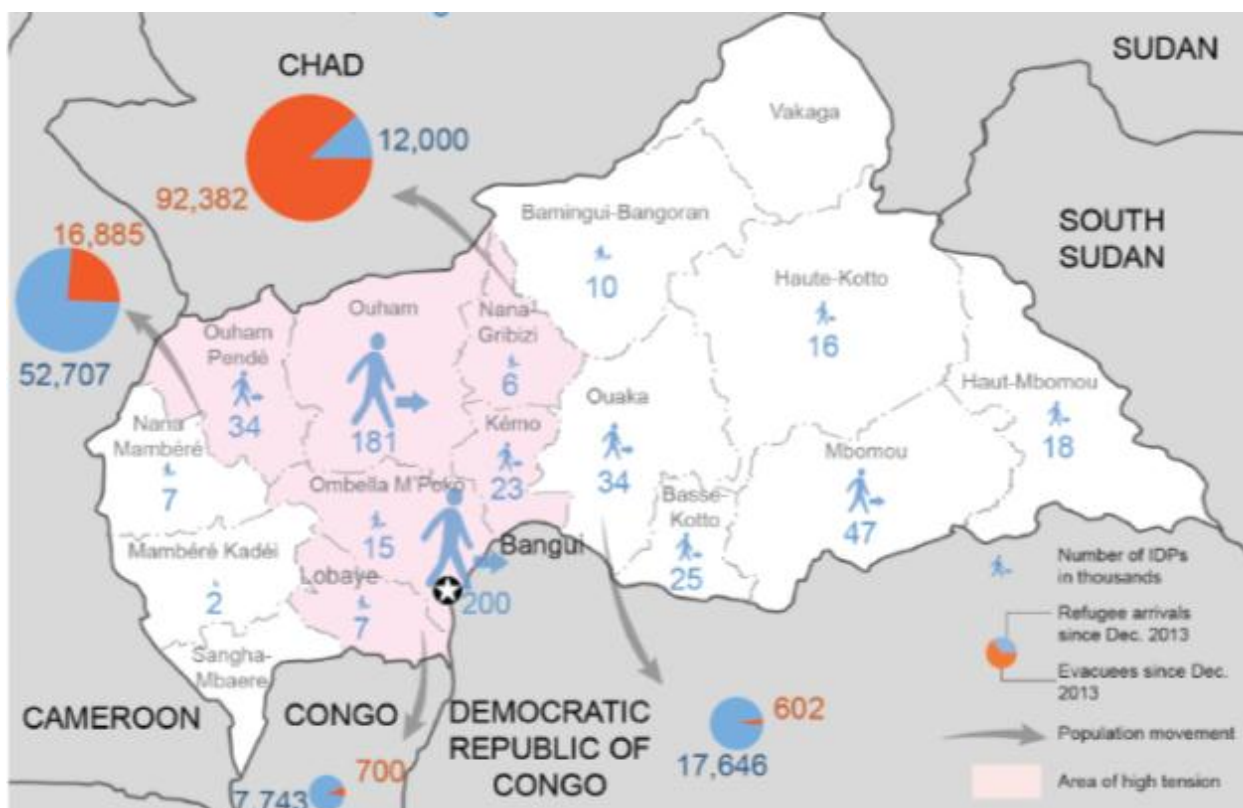 CHAD
SUDAN
12,000
92,382
Vakaga
Bamingui-Bangoran
10
SOUTH
SUDAN
16,885
52,707
Haute-Kotto
16
Ouham
Pendé
34
Ouham
181
Nana
Gribizi
6
Ouaka
34
Haut-Mbomou
18
Nana
Mambéré
7
Kémo
23
Mbomou
47
Ombella M'Poko
15
Basse-
Kotto
25
Bangui
200
Mambéré Kadéi
2
Lobaye
7
Sangha-
Mbaere
CAMEROON
CONGO
DEMOCRATIC
REPUBLIC OF
CONGO
602
17,646
700
7,743
Number of IDPs
in thousands
Refugee arrivals
since Dec. 2013
Evacuees since Dec.
2013
Population movement
Area of high tension